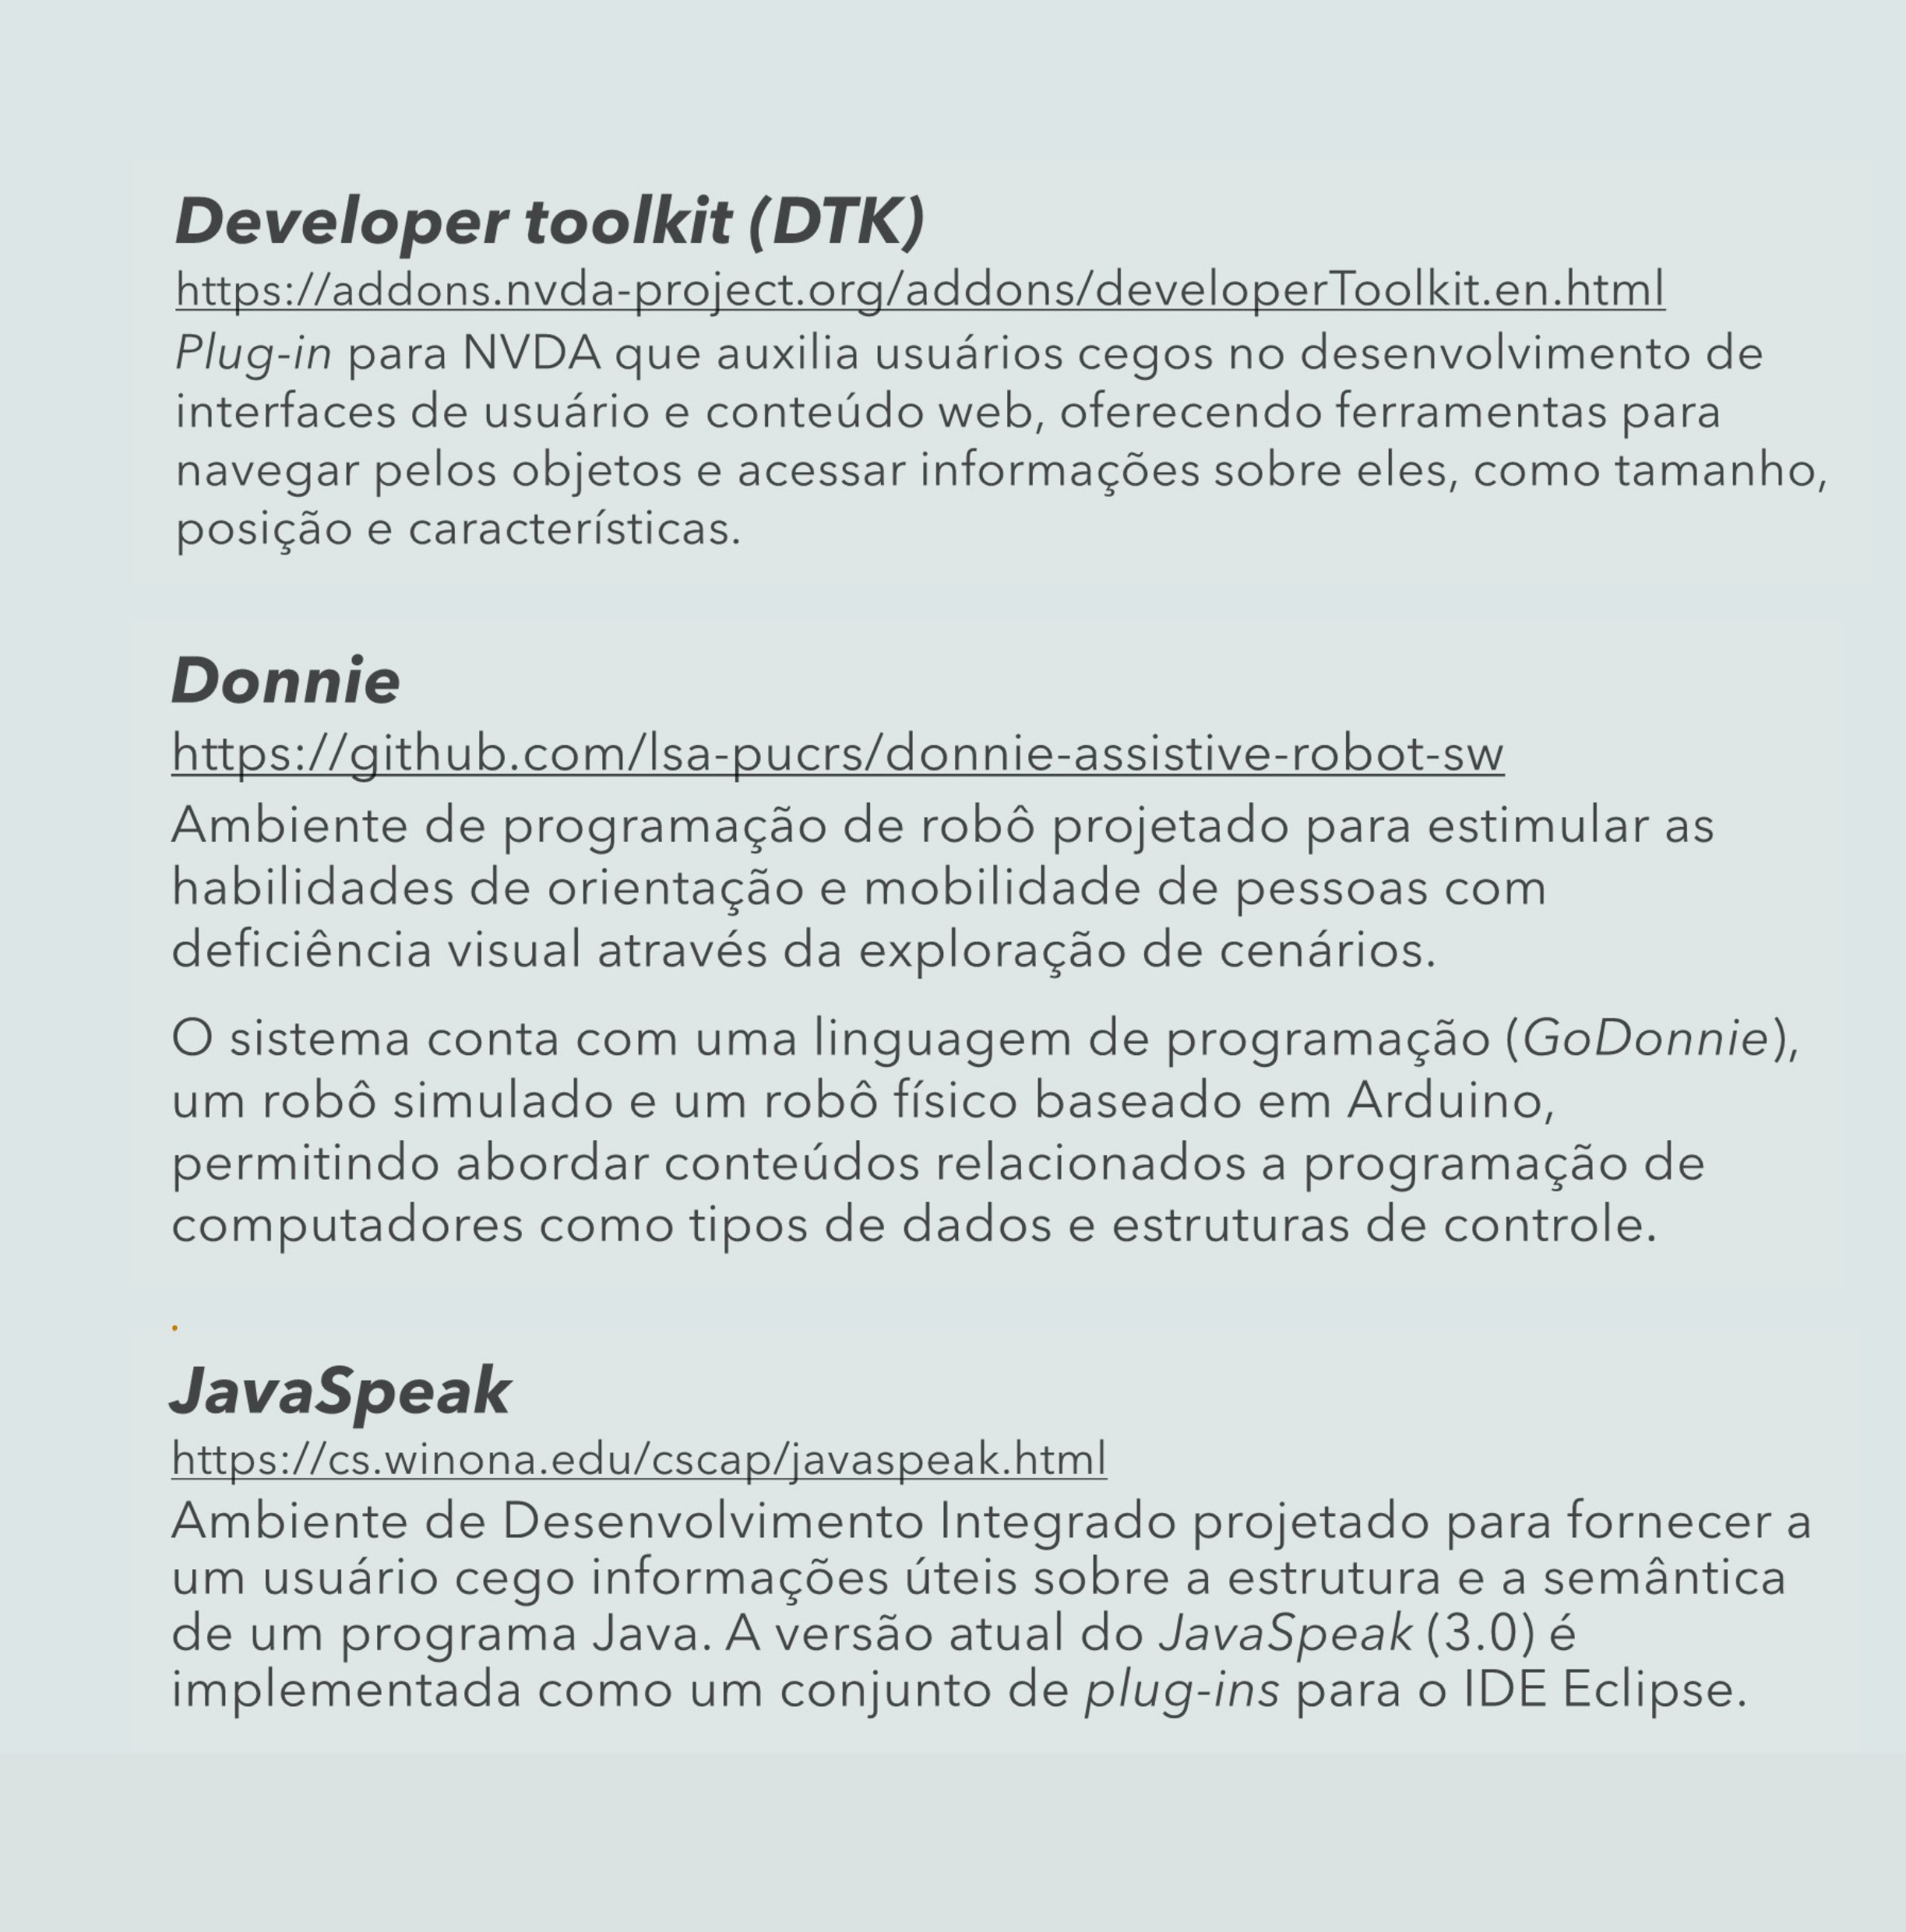 Developer toolkit (DTK)
https://addons.nvda-project.org/addons/developerToolkit.en.html
Plug-in para NVDA que auxilia usuários cegos no desenvolvimento de
interfaces de usuário e conteúdo web, oferecendo ferramentas para
navegar pelos objetos e acessar informações sobre eles, como tamanho,
posição e características.
Donnie
https://github.com/lsa-pucrs/donnie-assistive-robot-sw
Ambiente de programação de robô projetado para estimular as
habilidades de orientação e mobilidade de pessoas com
deficiência visual através da exploração de cenários.
O sistema conta com uma linguagem de programação (GoDonnie),
um robô simulado e um robô físico baseado em Arduino,
permitindo abordar conteúdos relacionados a programação de
computadores como tipos de dados e estruturas de controle.
.
JavaSpeak
https://cs.winona.edu/cscap/javaspeak.html
Ambiente de Desenvolvimento Integrado projetado para fornecer a
um usuário cego informações úteis sobre a estrutura e a semântica
de um programa Java. A versão atual do JavaSpeak (3.0) é
implementada como um conjunto de plug-ins para o IDE Eclipse.